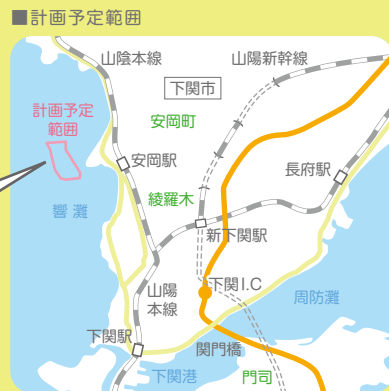 ■計画予定範囲
山陰本線
山陽新幹線
下関市
計画予定
範囲
安岡町
安岡駅
長府駅
綾羅木
響灘
新下関駅
山陽
本線
下関I.C
周防灘
下関駅
関門橋
下関港
門司